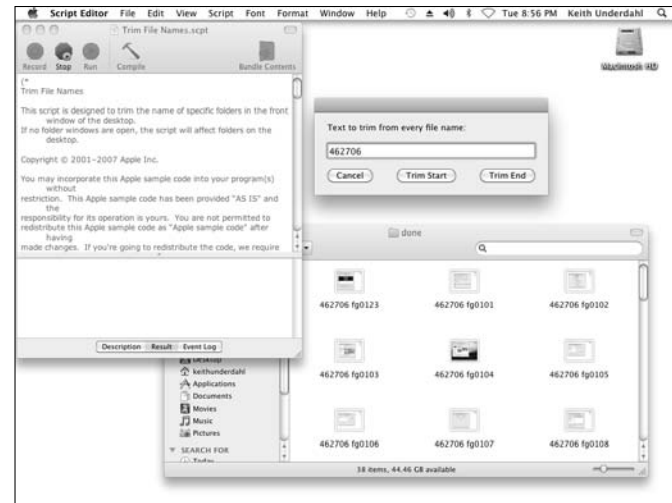 Script Editor File Edit View Script Font Format Window Help Tue 8:56 PM Keith Underdahl
Trim File Names.scpt
Record Stop Run Compile Bundle Contents
(*
Trim File Names
This script is designed to trim the name of specific folders in the front
window of the desktop.
If no folder windows are open, the script will affect folders on the
desktop.
Copyright © 2001–2007 Apple Inc.
You may incorporate this Apple sample code into your program(s)
without
restriction. This Apple sample code has been provided "AS IS" and
the
responsibility for its operation is yours. You are not permitted to
redistribute this Apple sample code as "Apple sample code" after
having
made changes. If you're going to redistribute the code, we require
Description Result Event Log
Macintosh HD
Text to trim from every file name:
462706
Cancel Trim Start Trim End
done
462706 fg0123 462706 fg0101 462706 fg0102
462706 fg0103 462706 fg0104 462706 fg0105
462706 fg0106 462706 fg0107 462706 fg0108
Desktop
keithunderdahl
Applications
Documents
Movies
Music
Pictures
SEARCH FOR
Today
38 items, 44.46 GB available